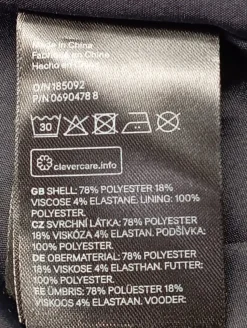 Made in China
Fabriqué en Chine
Hecho en China
O/N 185092
P/N 0690478 8
30
clevercare.info
GB SHELL: 78% POLYESTER 18%
VISCOSE 4% ELASTANE. LINING: 100%
POLYESTER.
CZ SVRCHNÍ LÁTKA: 78% POLYESTER
18% VISKÓZA 4% ELASTAN. PODŠÍVKA:
100% POLYESTER.
DE OBERMATERIAL: 78% POLYESTER
18% VISKOSE 4% ELASTHAN. FUTTER:
100% POLYESTER.
EE ÜMBRIS: 78% POLÜESTER 18%
VISKOOS 4% ELASTAAN. VOODER: